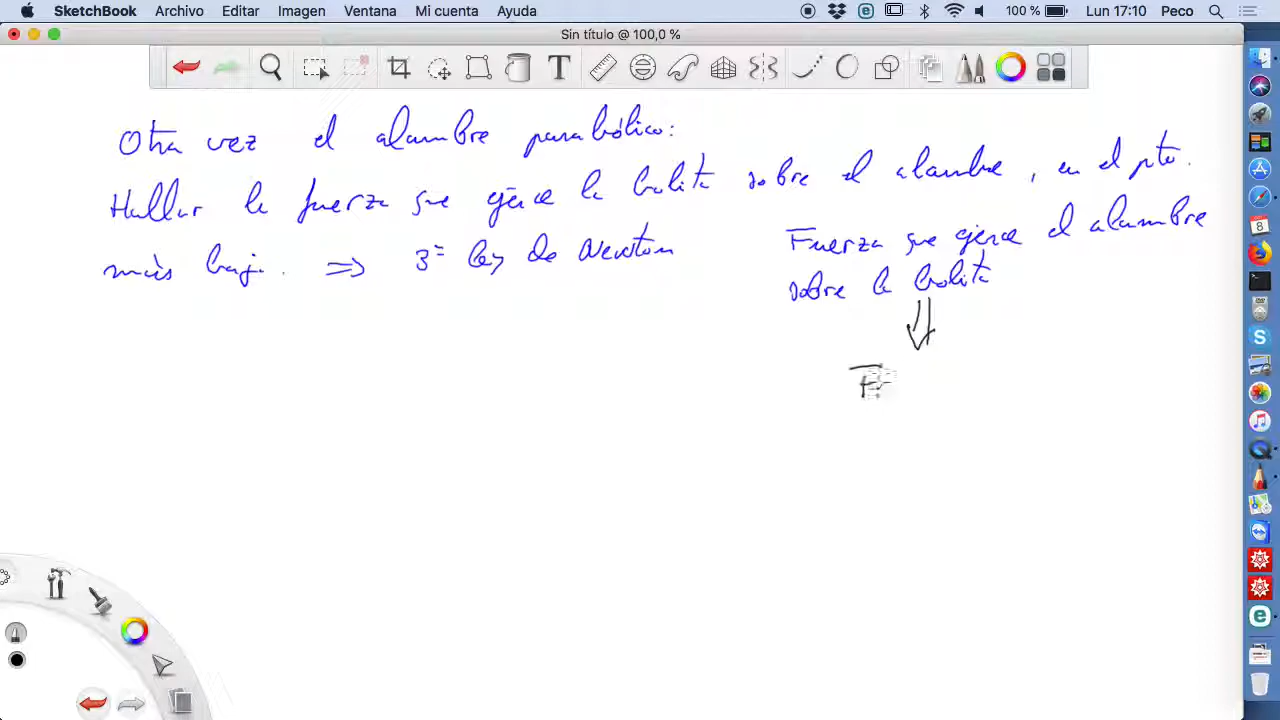 SketchBook Archivo Editar Imagen Ventana Mi cuenta Ayuda 100 % Lun 17:10 Peco
Sin título @ 100,0 %
Otra vez el alambre parabólico:
Hallar la fuerza que ejerce la bolita sobre el alambre, en el pto.
más bajo. ⇒ 3ª ley de Newton
Fuerza que ejerce el alambre
sobre la bolita
⇓
F